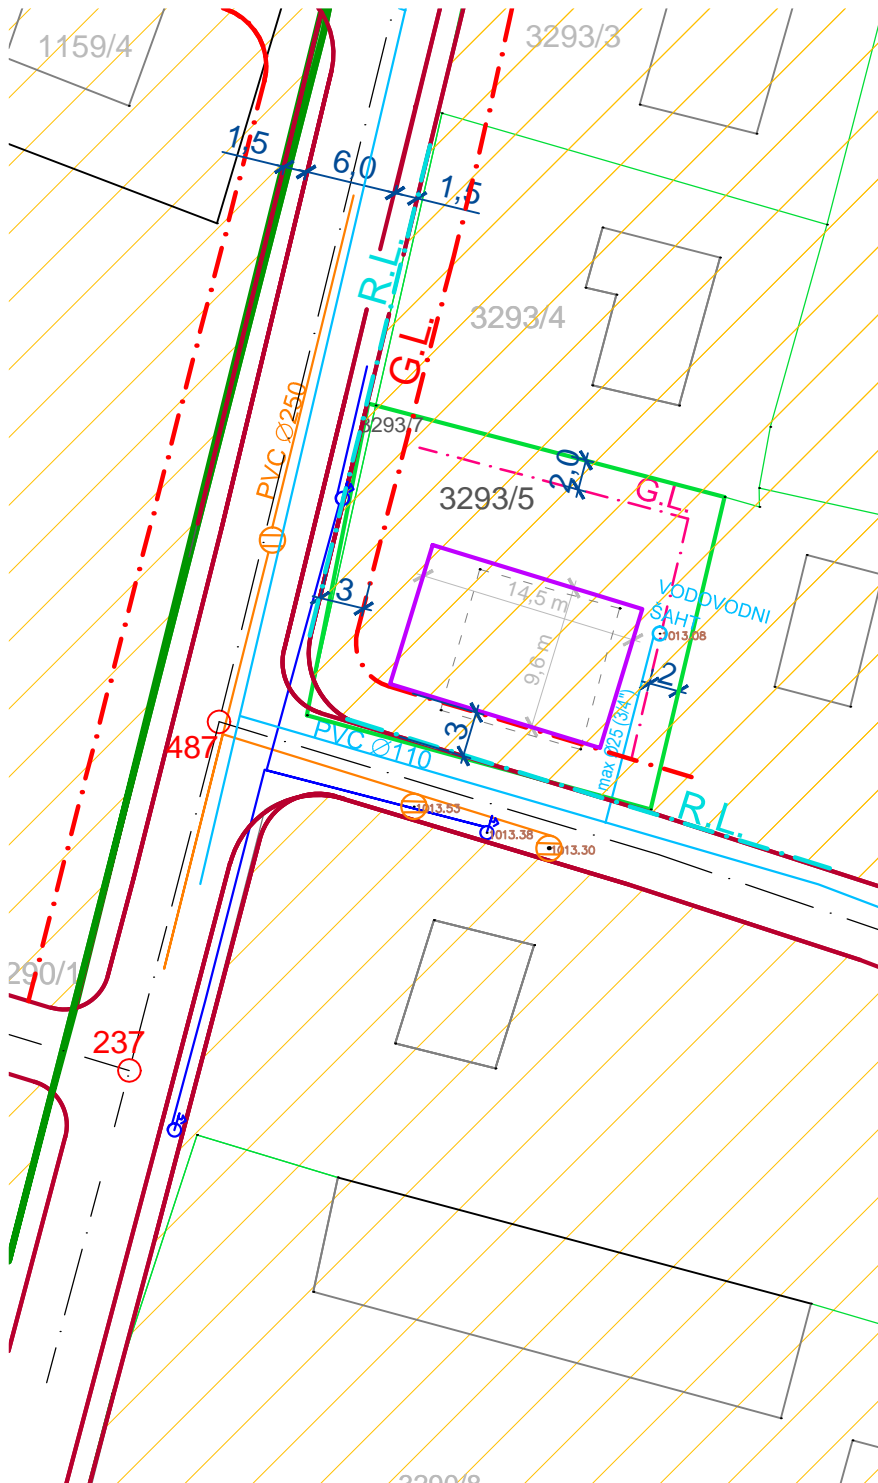 1159/4
3293/3
1,5
6,0
1,5
R.L.
3293/4
G.L.
PVC Ø250
3293/7
2,0
G.L.
3293/5
3
14,5 m
9,6 m
VODOVODNI
ŠAHT
1013.08
2
3
487
PVC Ø110
max Ø25 (3/4")
R.L.
1013.53
1013.38
1013.30
290/1
237
3290/8